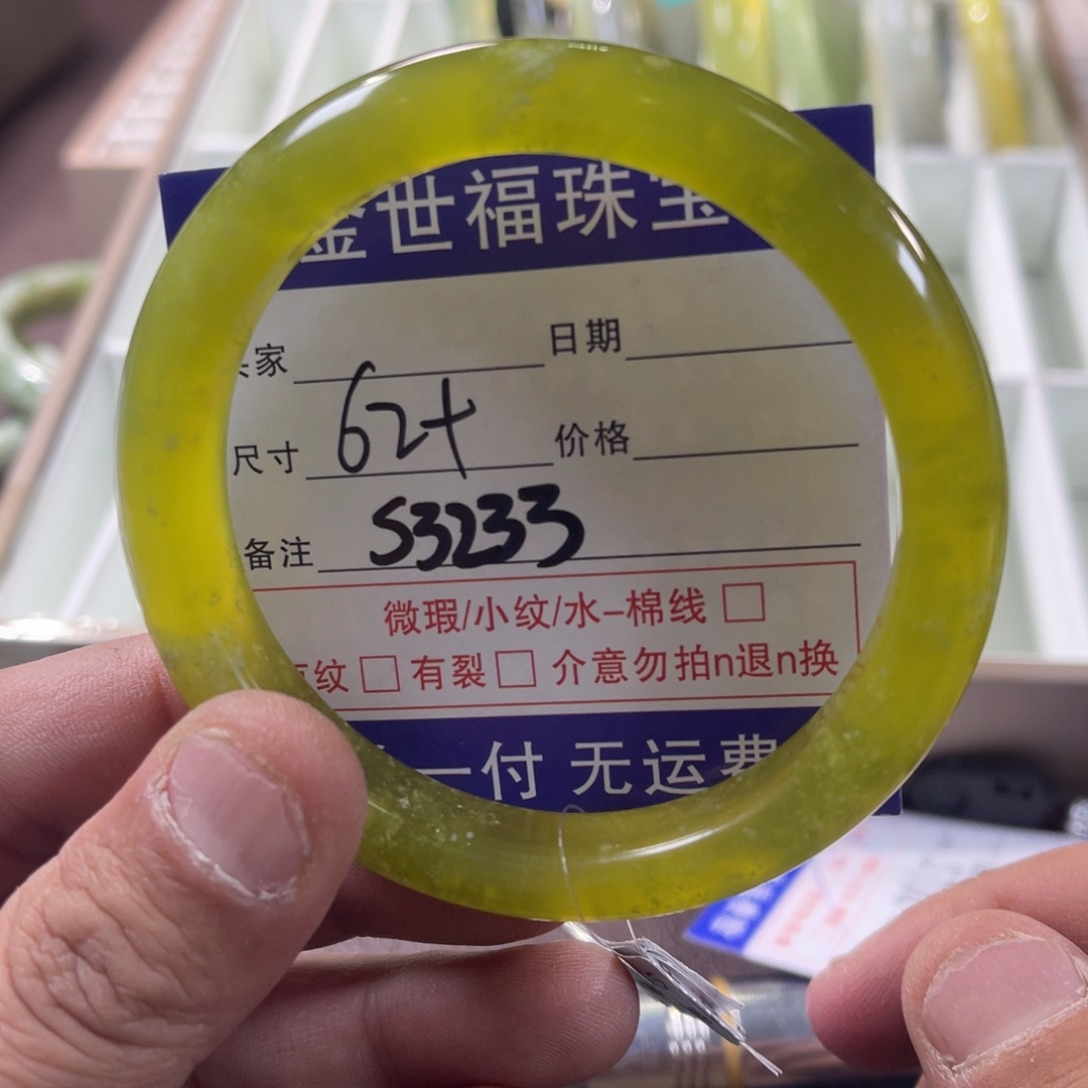 鉴世福珠宝
家 日期
尺寸 62+ 价格
备注 S3233
微瑕/小纹/水-棉线 □
纹 □ 有裂 □ 介意勿拍n退n换
一付 无运费